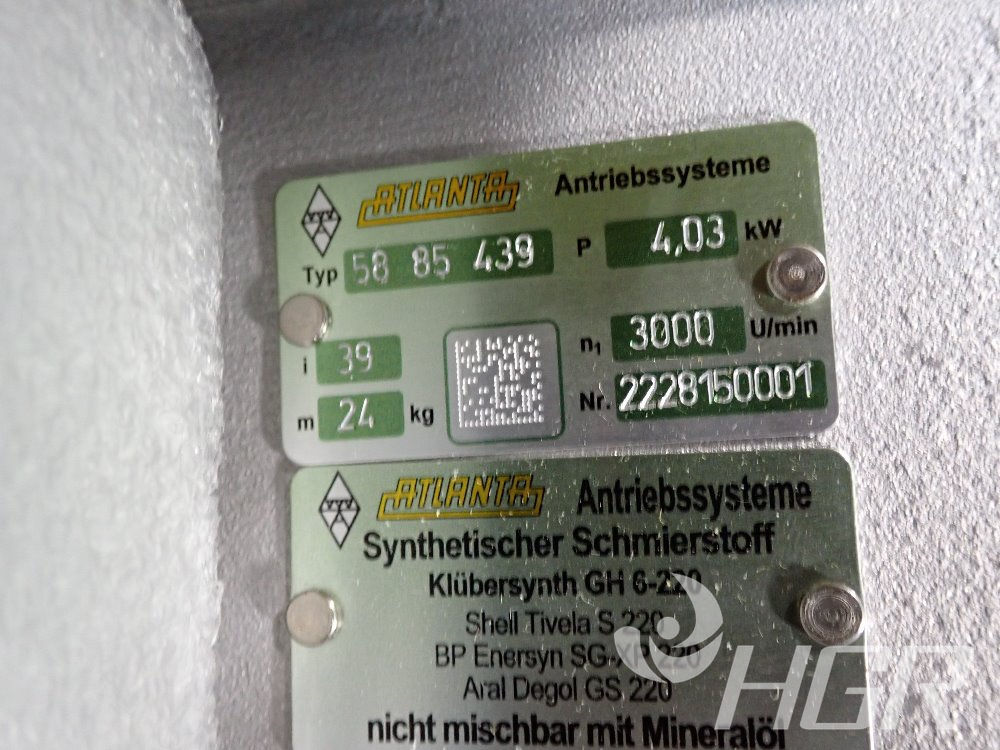 ATLANTA Antriebssysteme
Typ 58 85 439 P 4,03 kW
i 39 n1 3000 U/min
m 24 kg Nr. 2228150001
ATLANTA Antriebssysteme
Synthetischer Schmierstoff
Klübersynth GH 6-220
Shell Tivela S 220
BP Enersyn SG-XP 220
Aral Degol GS 220
nicht mischbar mit Mineralöl
HGR